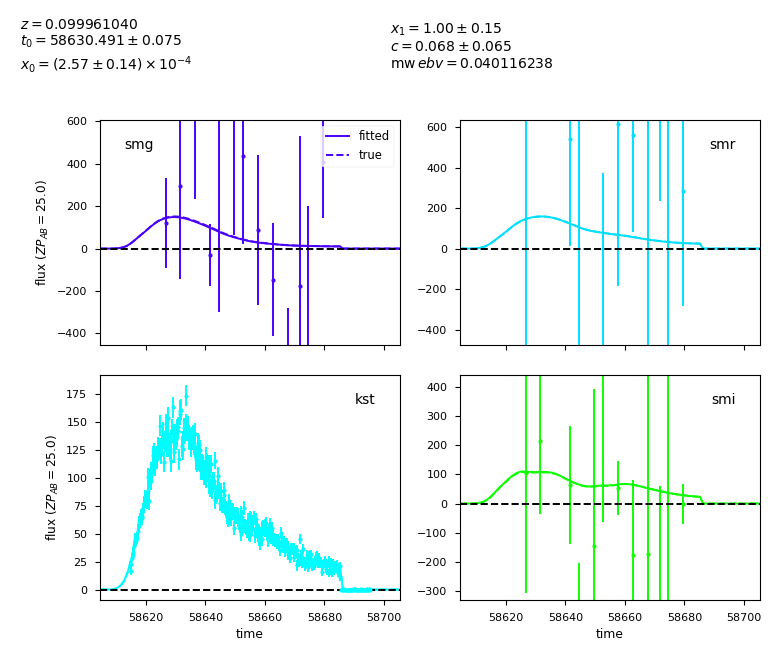 z = 0.099961040
t₀ = 58630.491 ± 0.075
x₀ = (2.57 ± 0.14) × 10⁻⁴
x₁ = 1.00 ± 0.15
c = 0.068 ± 0.065
mw ebv = 0.040116238
600
400
200
0
−200
−400
flux (ZP_AB = 25.0)
smg
fitted
true
600
400
200
0
−200
−400
smr
175
150
125
100
75
50
25
0
flux (ZP_AB = 25.0)
kst
58620
58640
58660
58680
58700
time
400
300
200
100
0
−100
−200
−300
smi
58620
58640
58660
58680
58700
time